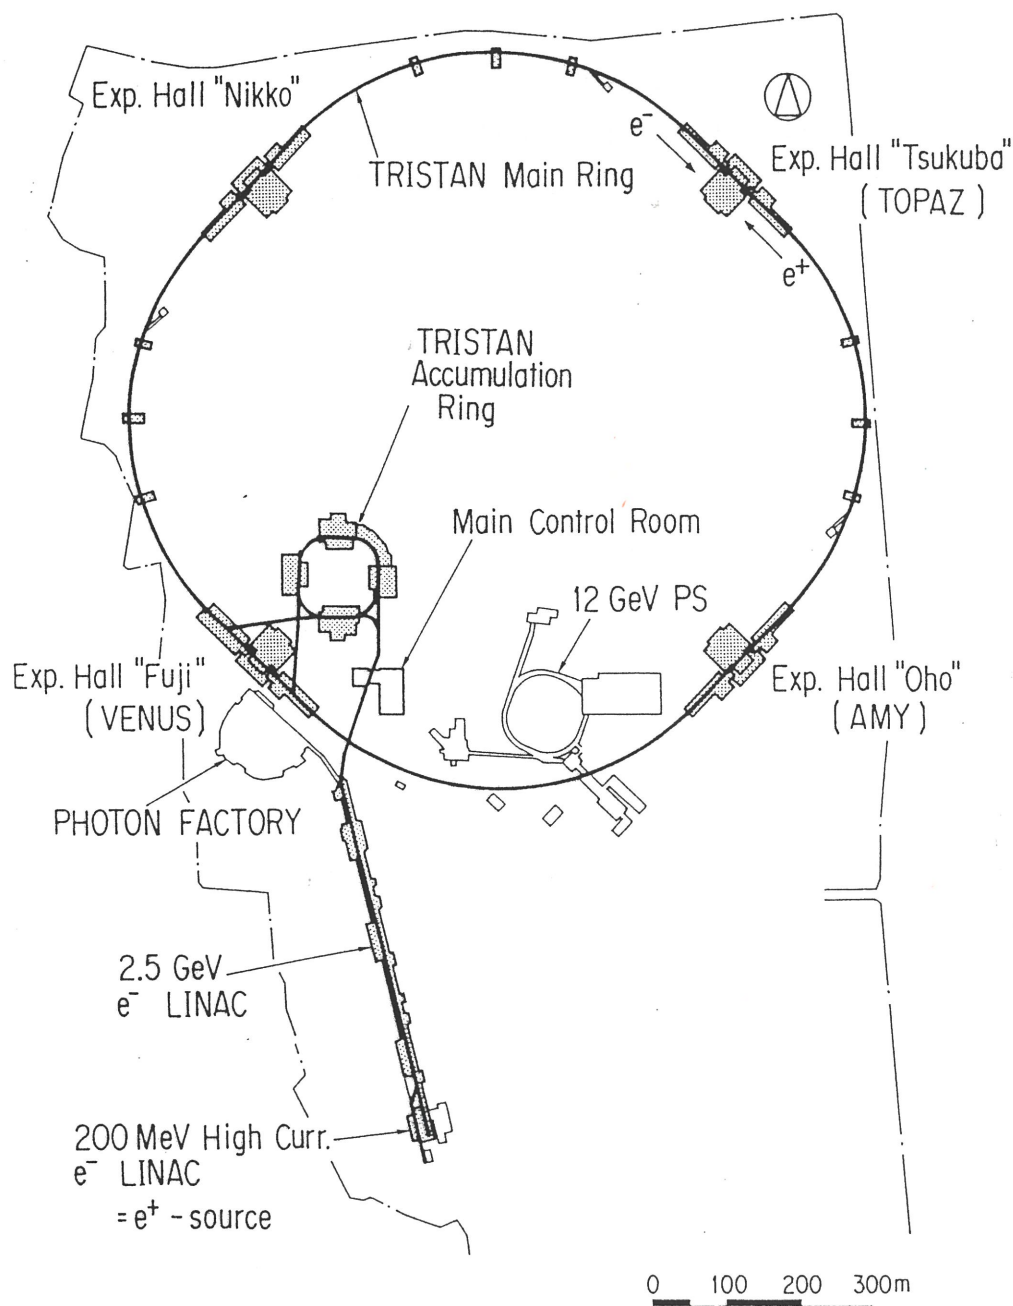 Exp. Hall "Nikko"
e⁻
TRISTAN Main Ring
Exp. Hall "Tsukuba"
( TOPAZ )
e⁺
TRISTAN
Accumulation
Ring
Main Control Room
12 GeV PS
Exp. Hall "Fuji"
(VENUS)
Exp. Hall "Oho"
( AMY )
PHOTON FACTORY
2.5 GeV
e⁻ LINAC
200 MeV High Curr.
e⁻ LINAC
= e⁺ - source
0 100 200 300m